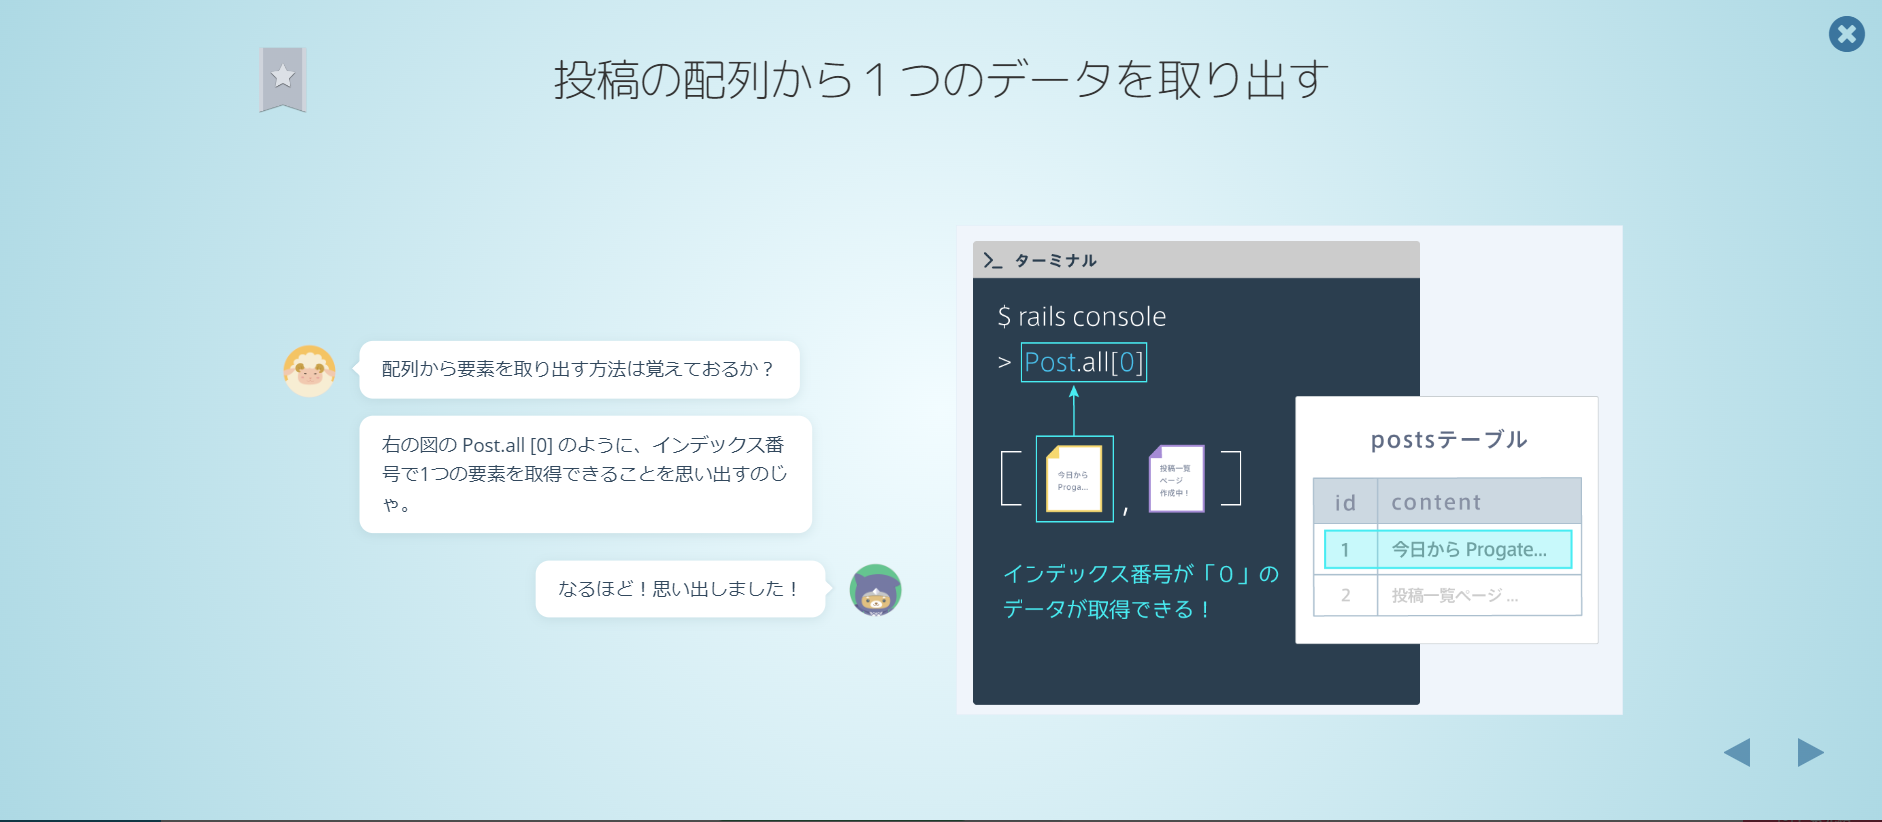 投稿の配列から１つのデータを取り出す
配列から要素を取り出す方法は覚えておるか？
右の図の Post.all [0] のように、インデックス番
号で1つの要素を取得できることを思い出すのじ
ゃ。
なるほど！思い出しました！
>_ ターミナル
$ rails console
> Post.all[0]
今日から
Proga...
,
投稿一覧
ページ
作成中！
インデックス番号が「０」の
データが取得できる！
postsテーブル
id content
1 今日から Progate...
2 投稿一覧ページ ...